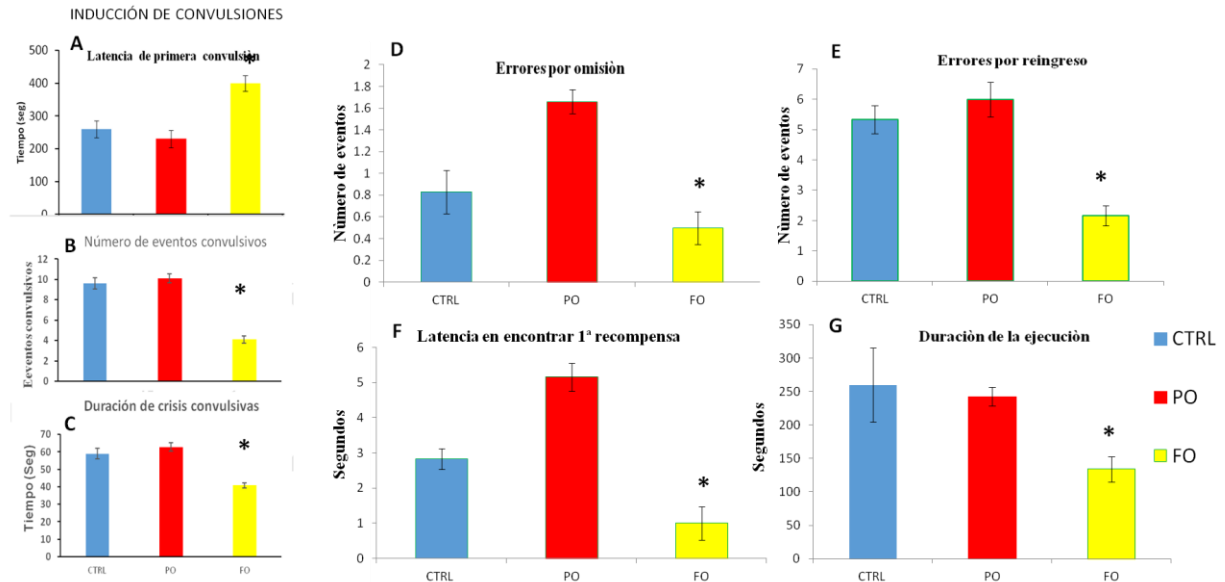 INDUCCIÓN DE CONVULSIONES
A
Latencia de primera convulsiòn
Tiempo (seg)
500
400
300
200
100
0
*
B
Número de eventos convulsivos
Eeventos convulsivos
12
10
8
6
4
2
0
*
C
Duración de crisis convulsivas
Tiempo (Seg)
70
60
50
40
30
20
10
0
*
CTRL PO FO
D
Errores por omisiòn
Nùmero de eventos
2
1.8
1.6
1.4
1.2
1
0.8
0.6
0.4
0.2
0
*
CTRL PO FO
E
Errores por reingreso
Nùmero de eventos
7
6
5
4
3
2
1
0
*
CTRL PO FO
F
Latencia en encontrar 1ª recompensa
Segundos
6
5
4
3
2
1
0
*
CTRL PO FO
G
Duraciòn de la ejecuciòn
Segundos
350
300
250
200
150
100
50
0
*
CTRL PO FO
CTRL
PO
FO